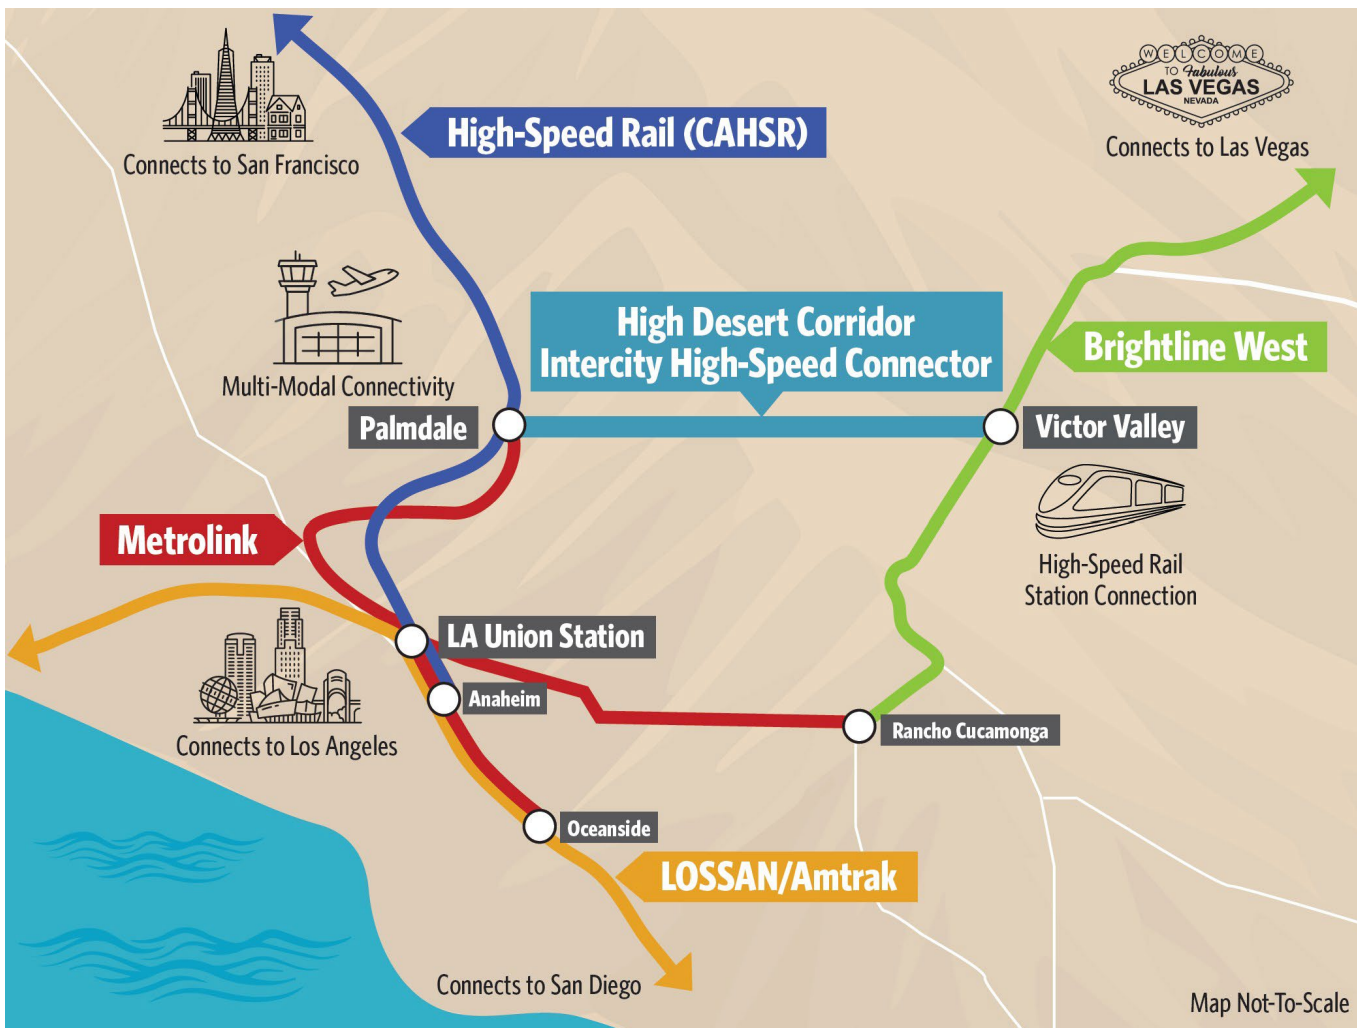 WELCOME
TO Fabulous
LAS VEGAS
NEVADA
Connects to Las Vegas
High-Speed Rail (CAHSR)
Connects to San Francisco
High Desert Corridor
Intercity High-Speed Connector
Brightline West
Multi-Modal Connectivity
Palmdale
Victor Valley
Metrolink
High-Speed Rail
Station Connection
LA Union Station
Anaheim
Rancho Cucamonga
Connects to Los Angeles
Oceanside
LOSSAN/Amtrak
Connects to San Diego
Map Not-To-Scale